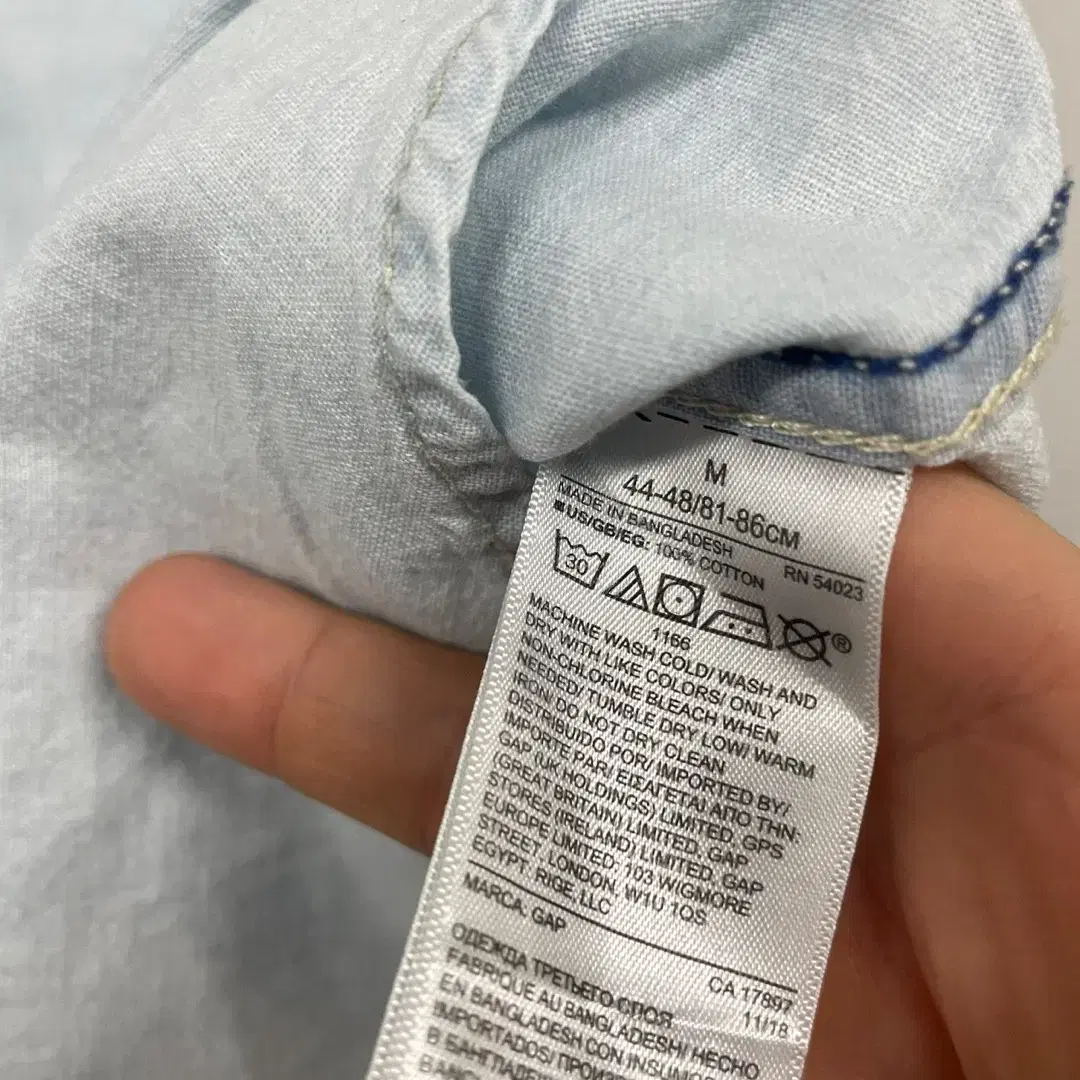 M
44-48/81-86CM
MADE IN BANGLADESH
RN 54023
US/GB/EG: 100% COTTON
30
®
1166
MACHINE WASH COLD/ WASH AND
DRY WITH LIKE COLORS/ ONLY
NON-CHLORINE BLEACH WHEN
NEEDED/ TUMBLE DRY LOW/ WARM
IRON/ DO NOT DRY CLEAN
DISTRIBUIDO POR/ IMPORTED BY/
IMPORTE PAR/ ΕΙΣΑΓΕΤΑΙ ΑΠΟ ΤΗΝ:
GAP (UK HOLDINGS) LIMITED, GPS
(GREAT BRITAIN) LIMITED, GAP
STORES (IRELAND) LIMITED, GAP
EUROPE LIMITED: 103 WIGMORE
STREET, LONDON, W1U 1QS
EGYPT, RIGE, LLC
MARCA, GAP
CA 17897
11/18
ОДЕЖДА ТРЕТЬЕГО СЛОЯ
FABRIQUE AU BANGLADESH/ HECHO
EN BANGLADESH CON INSUMOS
IMPORTADOS/